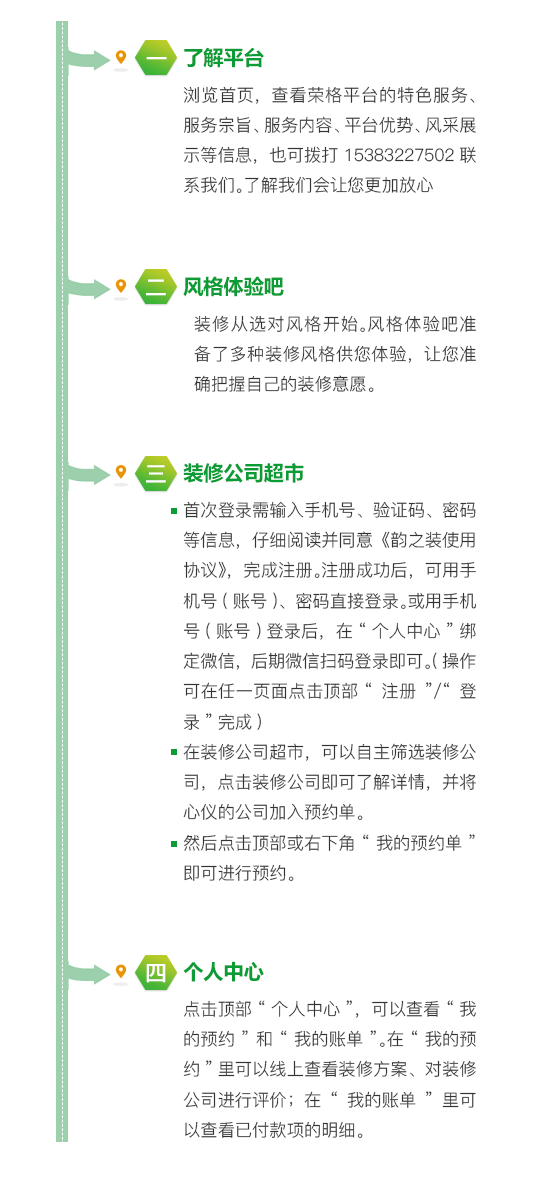 一 了解平台
浏览首页，查看荣格平台的特色服务、
服务宗旨、服务内容、平台优势、风采展
示等信息，也可拨打 15383227502 联
系我们。了解我们会让您更加放心
二 风格体验吧
装修从选对风格开始。风格体验吧准
备了多种装修风格供您体验，让您准
确把握自己的装修意愿。
三 装修公司超市
首次登录需输入手机号、验证码、密码
等信息，仔细阅读并同意《韵之装使用
协议》，完成注册。注册成功后，可用手
机号（账号）、密码直接登录。或用手机
号（账号）登录后，在“个人中心”绑
定微信，后期微信扫码登录即可。（操作
可在任一页面点击顶部“ 注册 ”/“ 登
录”完成）
在装修公司超市，可以自主筛选装修公
司，点击装修公司即可了解详情，并将
心仪的公司加入预约单。
然后点击顶部或右下角“ 我的预约单 ”
即可进行预约。
四 个人中心
点击顶部“ 个人中心 ”，可以查看“ 我
的预约 ”和“ 我的账单 ”。在“ 我的预
约”里可以线上查看装修方案、对装修
公司进行评价；在“ 我的账单 ”里可
以查看已付款项的明细。